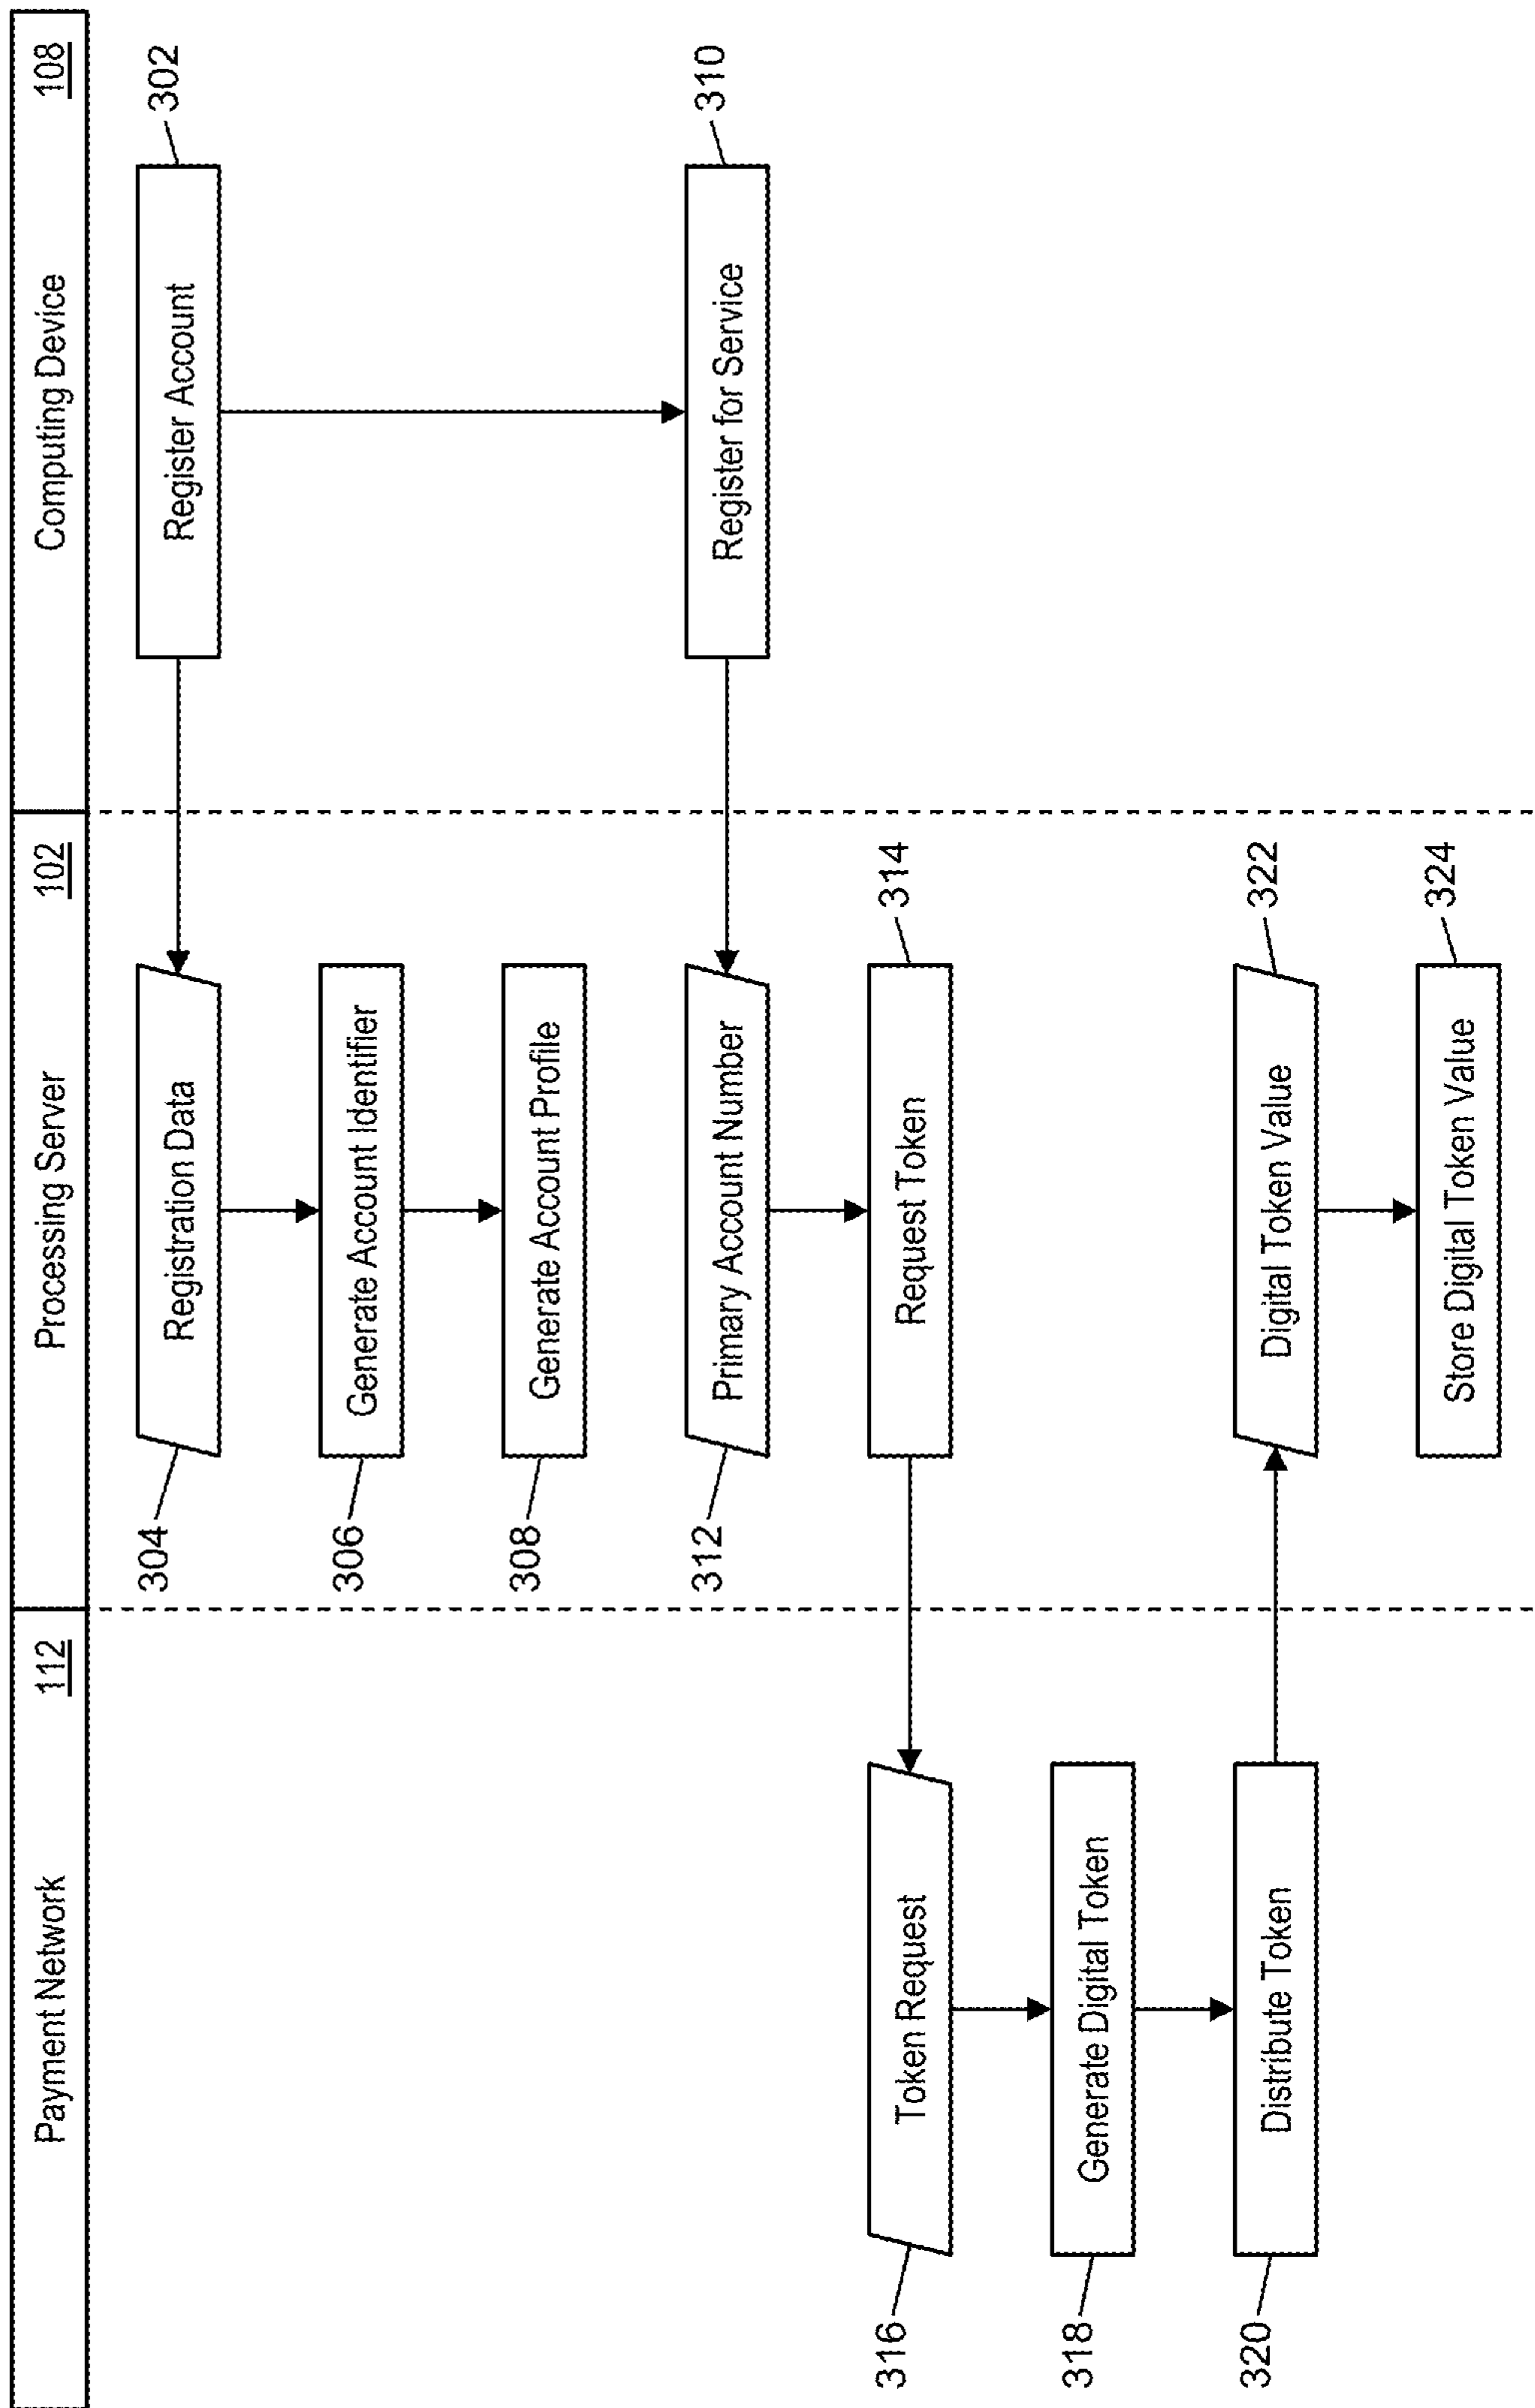 Payment Network 112
Processing Server 102
Computing Device 108
Register Account
302
304
Registration Data
306
Generate Account Identifier
308
Generate Account Profile
Register for Service
310
312
Primary Account Number
Request Token
314
316
Token Request
318
Generate Digital Token
320
Distribute Token
Digital Token Value
322
Store Digital Token Value
324